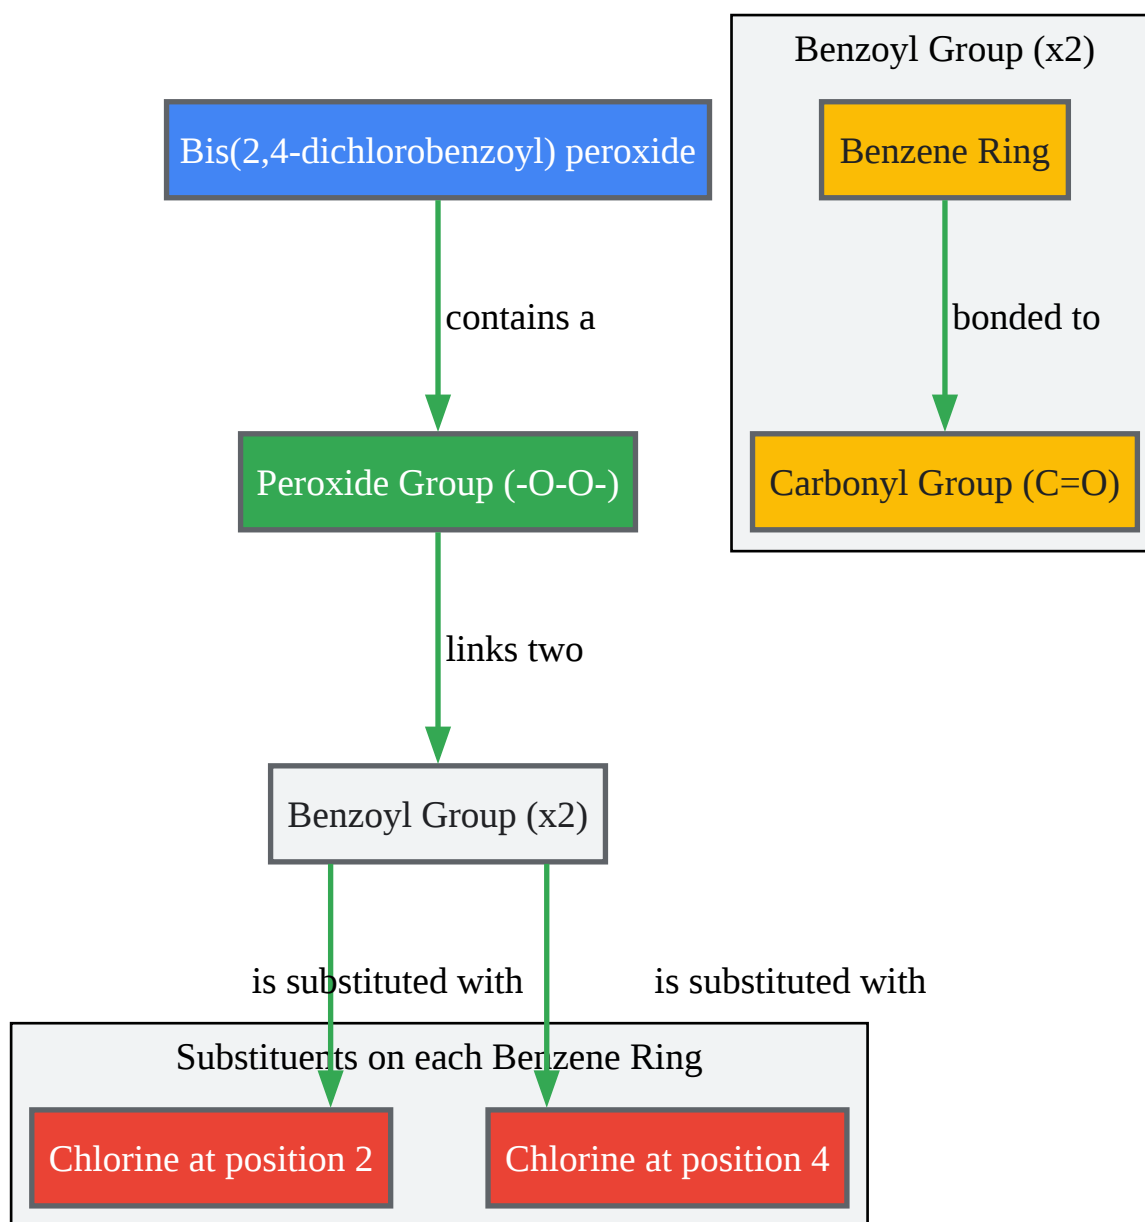 Benzoyl Group (x2)
Bis(2,4-dichlorobenzoyl) peroxide
Benzene Ring
contains a
bonded to
Peroxide Group (-O-O-)
Carbonyl Group (C=O)
links two
Benzoyl Group (x2)
is substituted with
is substituted with
Substituents on each Benzene Ring
Chlorine at position 2
Chlorine at position 4